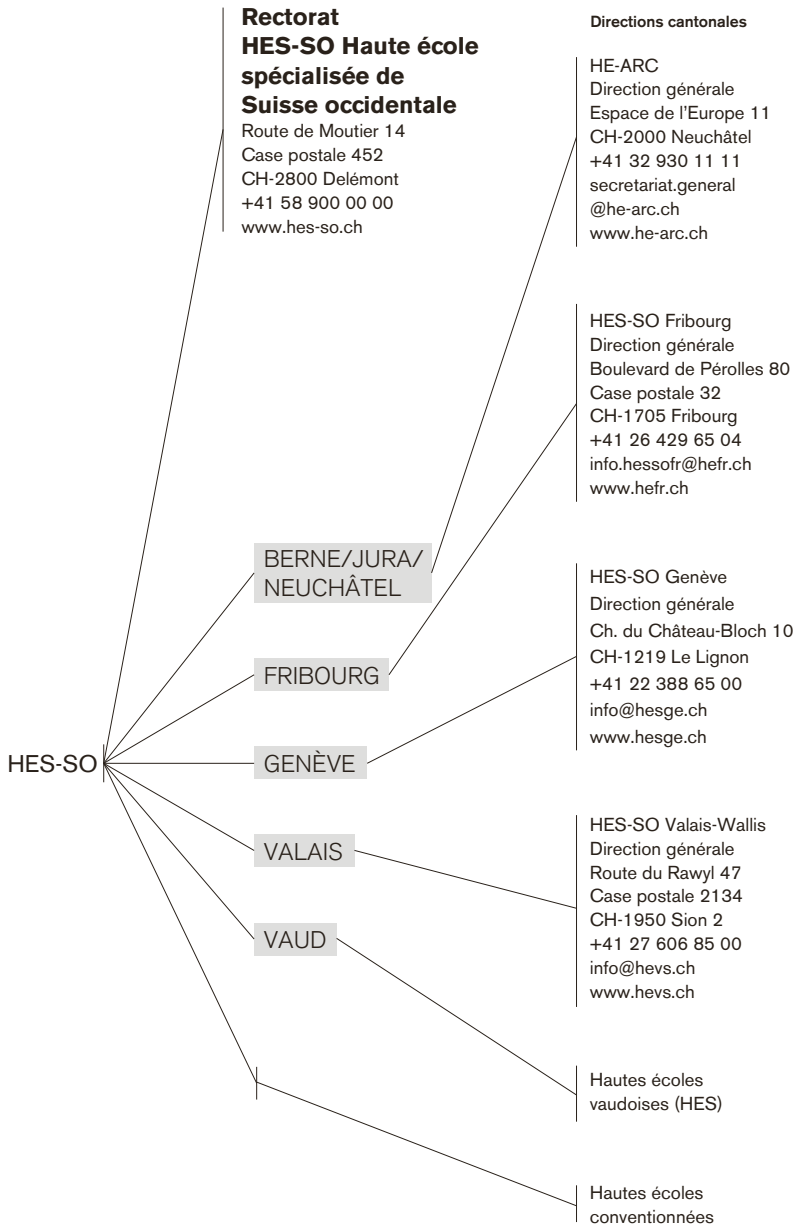 Rectorat
HES-SO Haute école
spécialisée de
Suisse occidentale
Route de Moutier 14
Case postale 452
CH-2800 Delémont
+41 58 900 00 00
www.hes-so.ch
Directions cantonales
HE-ARC
Direction générale
Espace de l'Europe 11
CH-2000 Neuchâtel
+41 32 930 11 11
secretariat.general
@he-arc.ch
www.he-arc.ch
HES-SO Fribourg
Direction générale
Boulevard de Pérolles 80
Case postale 32
CH-1705 Fribourg
+41 26 429 65 04
info.hessofr@hefr.ch
www.hefr.ch
BERNE/JURA/
NEUCHÂTEL
FRIBOURG
GENÈVE
HES-SO
VALAIS
VAUD
HES-SO Genève
Direction générale
Ch. du Château-Bloch 10
CH-1219 Le Lignon
+41 22 388 65 00
info@hesge.ch
www.hesge.ch
HES-SO Valais-Wallis
Direction générale
Route du Rawyl 47
Case postale 2134
CH-1950 Sion 2
+41 27 606 85 00
info@hevs.ch
www.hevs.ch
Hautes écoles
vaudoises (HES)
Hautes écoles
conventionnées